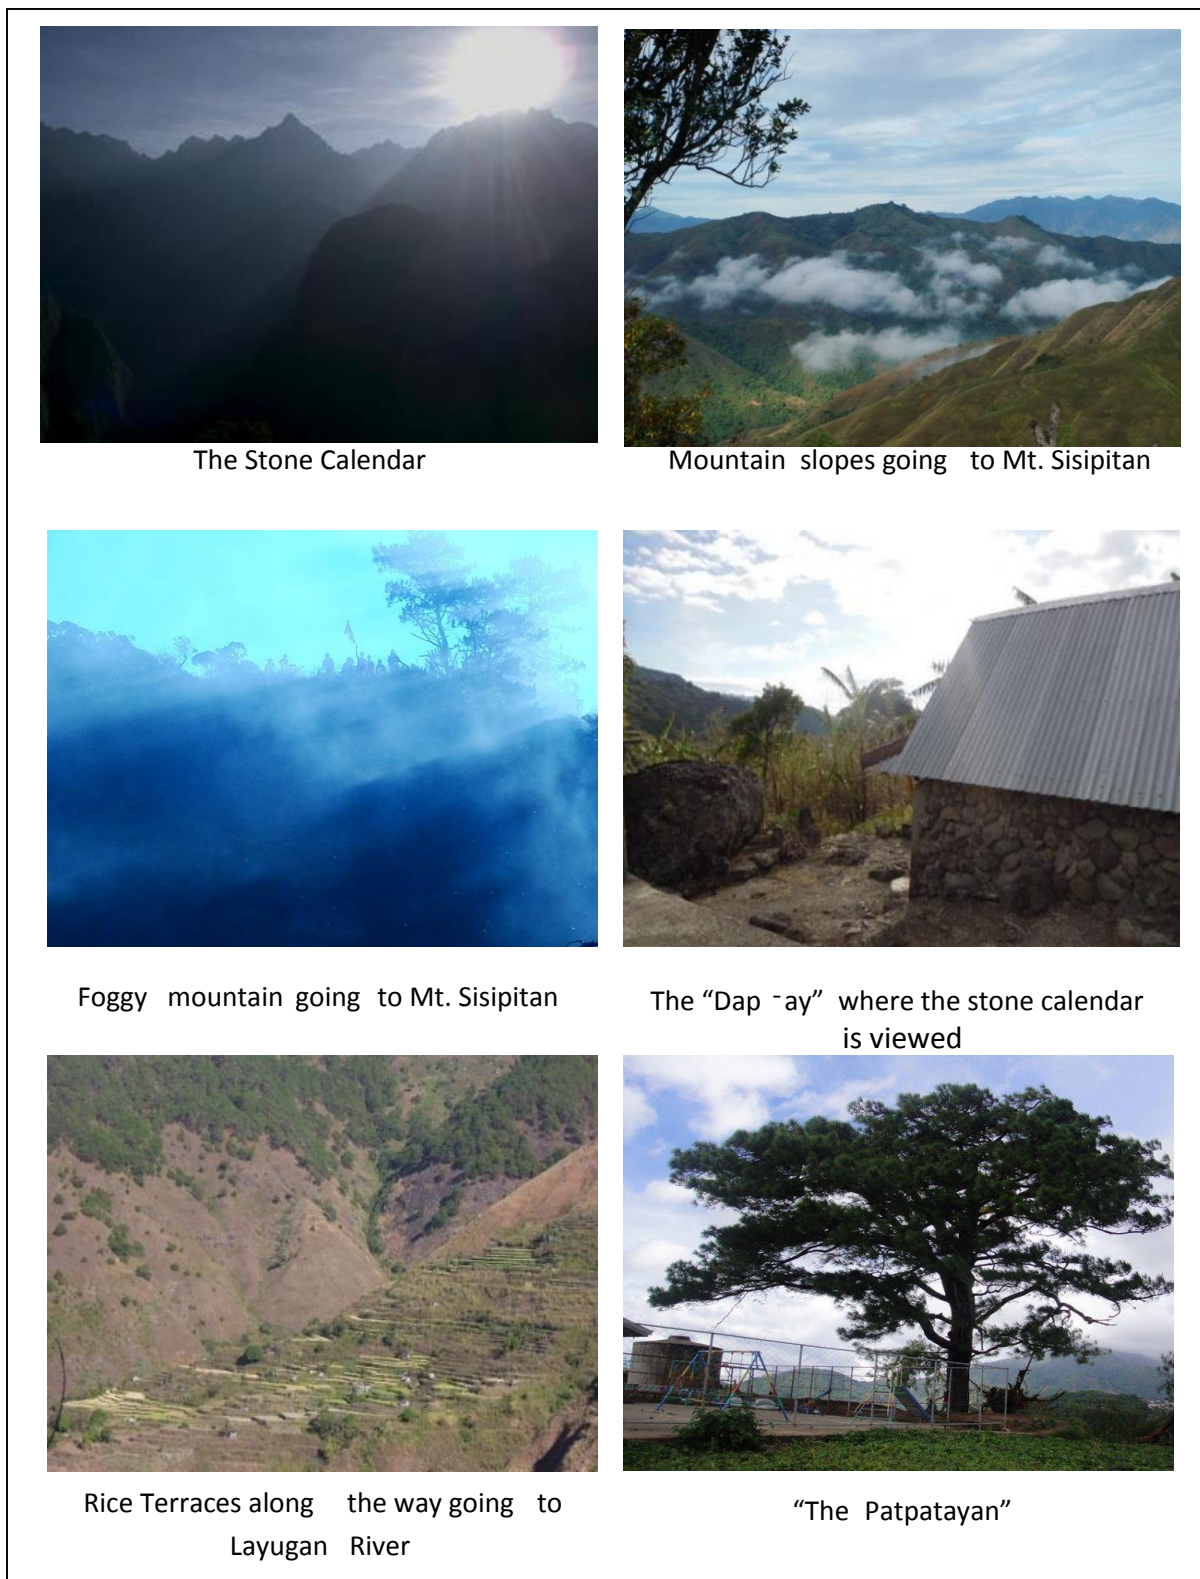 The Stone Calendar
Mountain slopes going to Mt. Sisipitan
Foggy mountain going to Mt. Sisipitan
The “Dap -ay” where the stone calendar
is viewed
Rice Terraces along the way going to
Layugan River
“The Patpatayan”